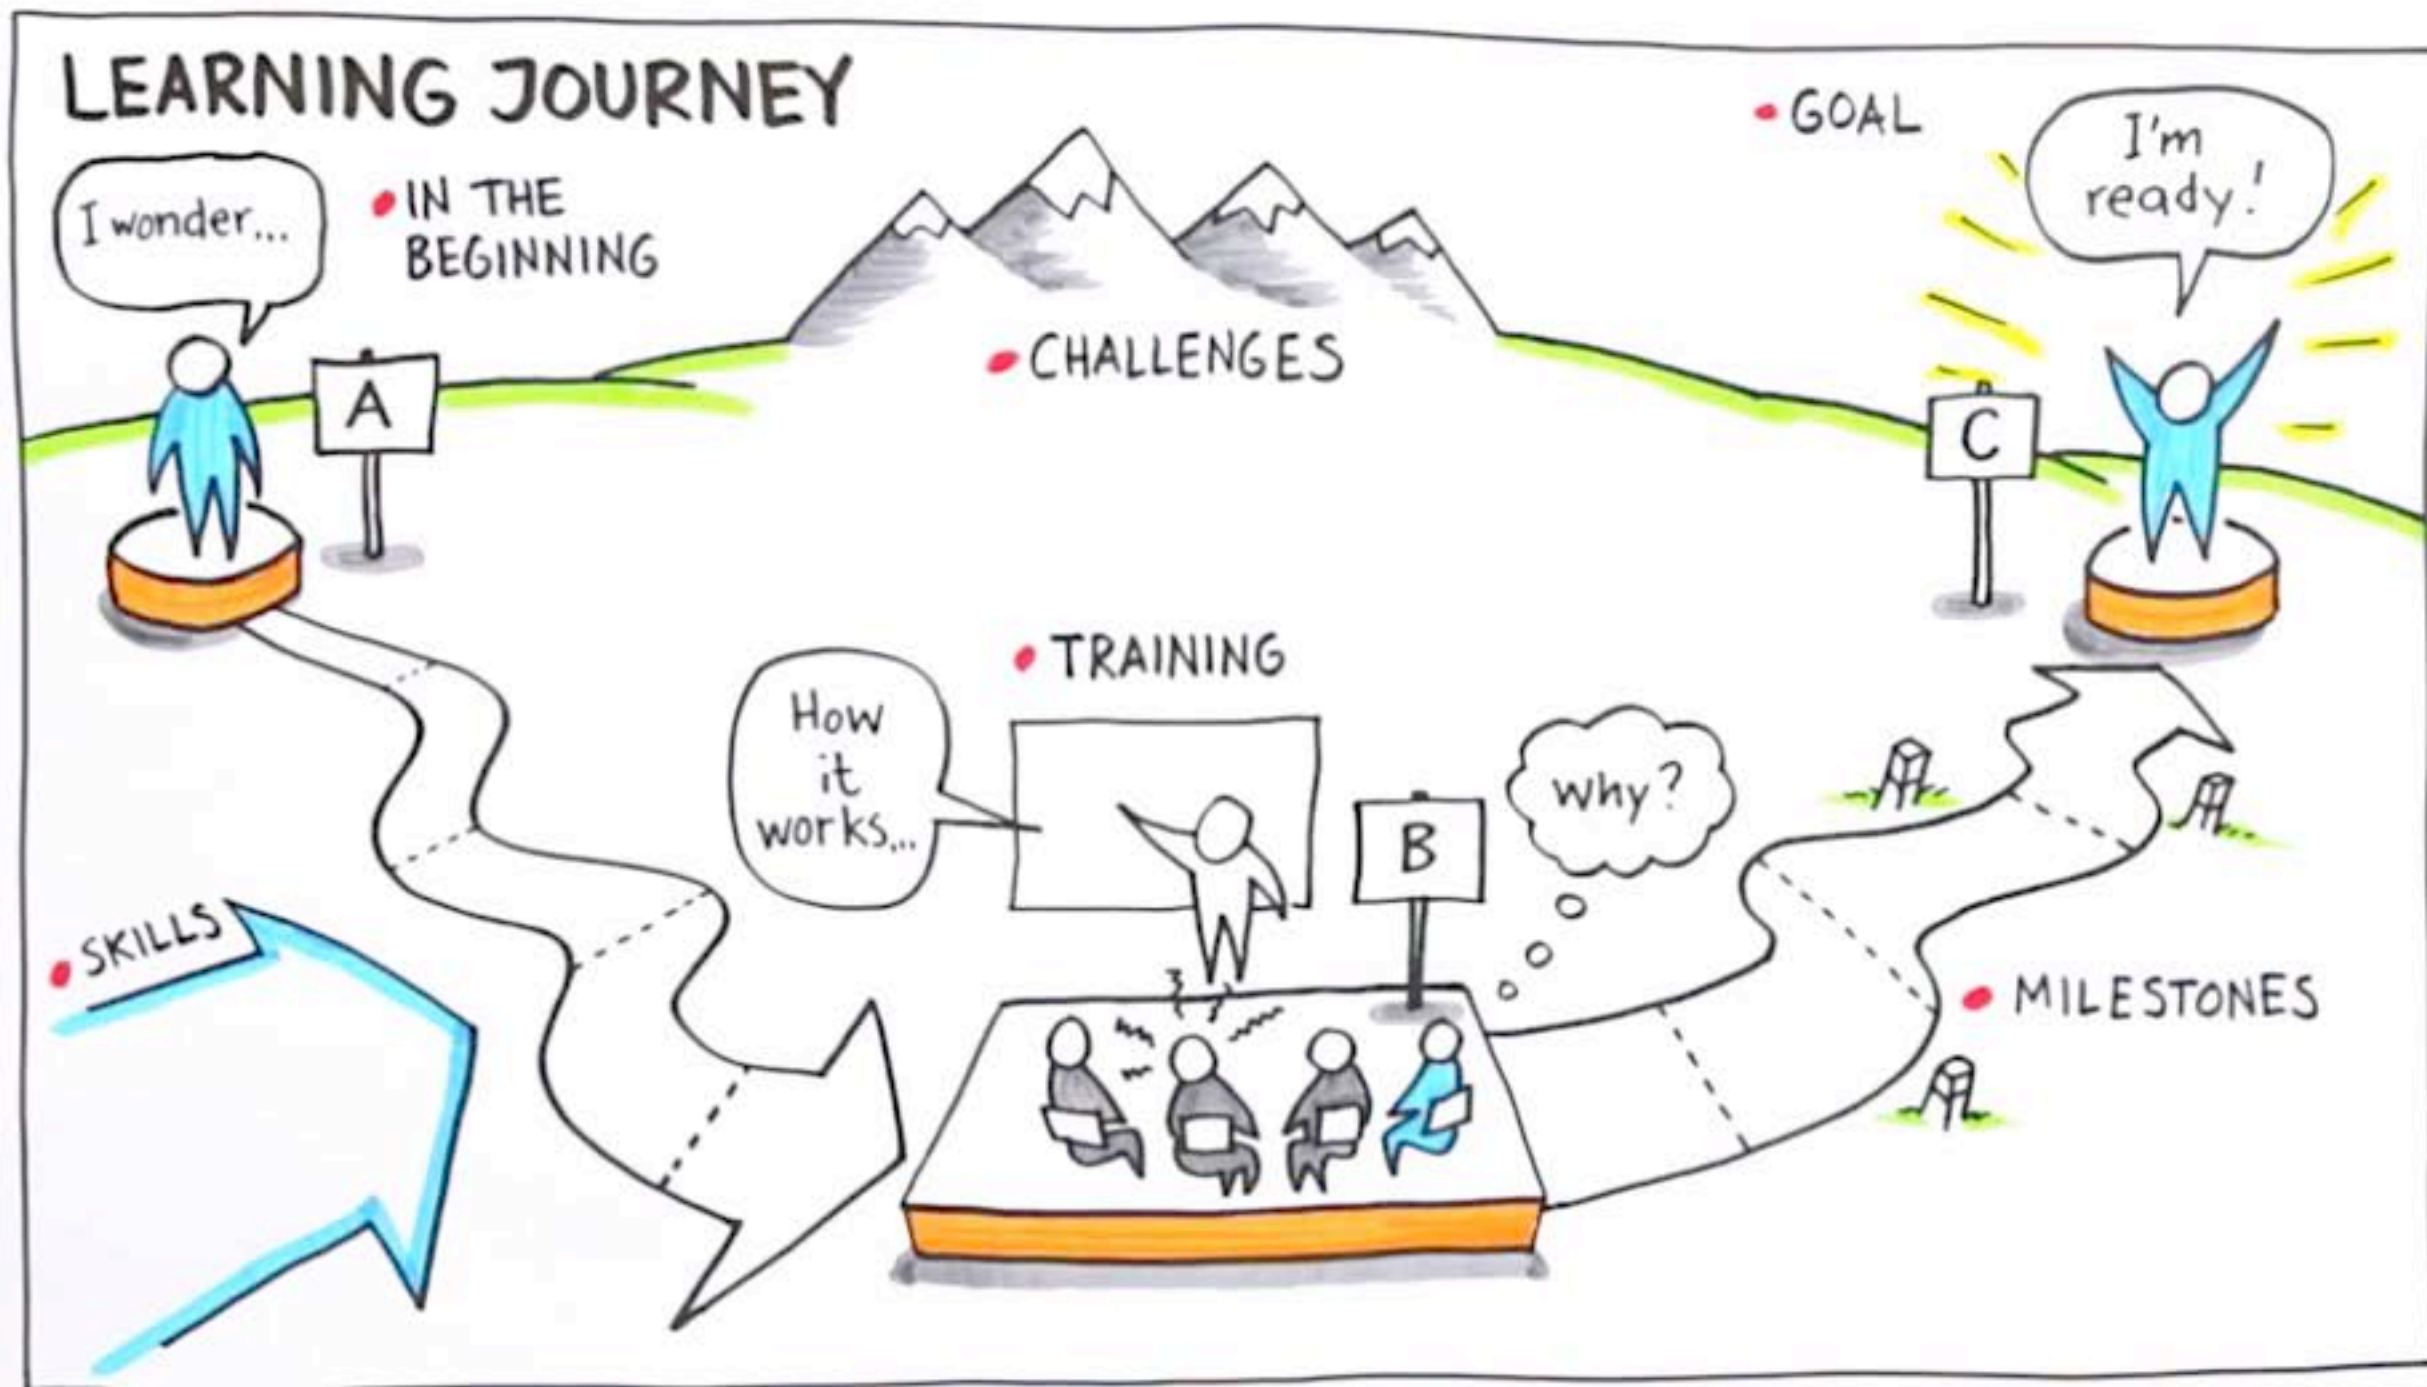 LEARNING JOURNEY
I wonder...
• IN THE
BEGINNING
A
• CHALLENGES
• GOAL
I'm
ready!
C
• TRAINING
How
it
works...
B
why?
• SKILLS
• MILESTONES